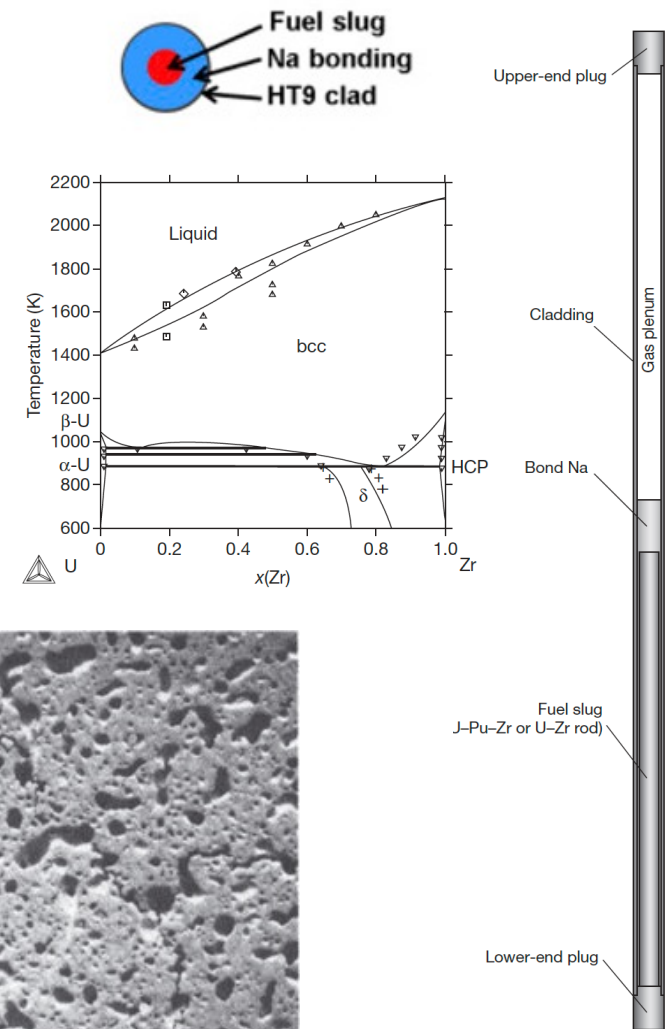 Fuel slug
Na bonding
HT9 clad
Upper-end plug
Cladding
Gas plenum
Bond Na
Fuel slug
J–Pu–Zr or U–Zr rod)
Lower-end plug
2200
2000
1800
1600
1400
1200
1000
800
600
Temperature (K)
Liquid
bcc
β-U
α-U
HCP
δ
0
0.2
0.4
0.6
0.8
1.0
U
x(Zr)
Zr